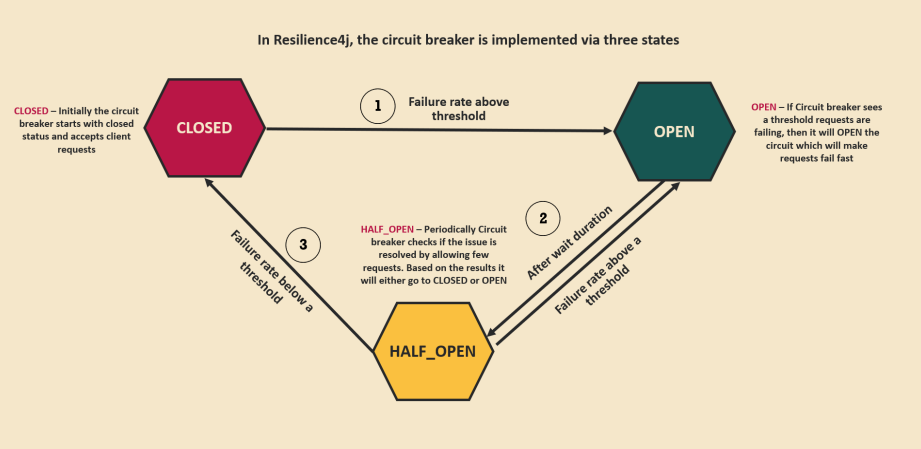 In Resilience4j, the circuit breaker is implemented via three states
CLOSED – Initially the circuit
breaker starts with closed
status and accepts client
requests
CLOSED
1
Failure rate above
threshold
OPEN
OPEN – If Circuit breaker sees
a threshold requests are
failing, then it will OPEN the
circuit which will make
requests fail fast
Failure rate below a
threshold
3
HALF_OPEN – Periodically Circuit
breaker checks if the issue is
resolved by allowing few
requests. Based on the results it
will either go to CLOSED or OPEN
2
After wait duration
Failure rate above a
threshold
HALF_OPEN